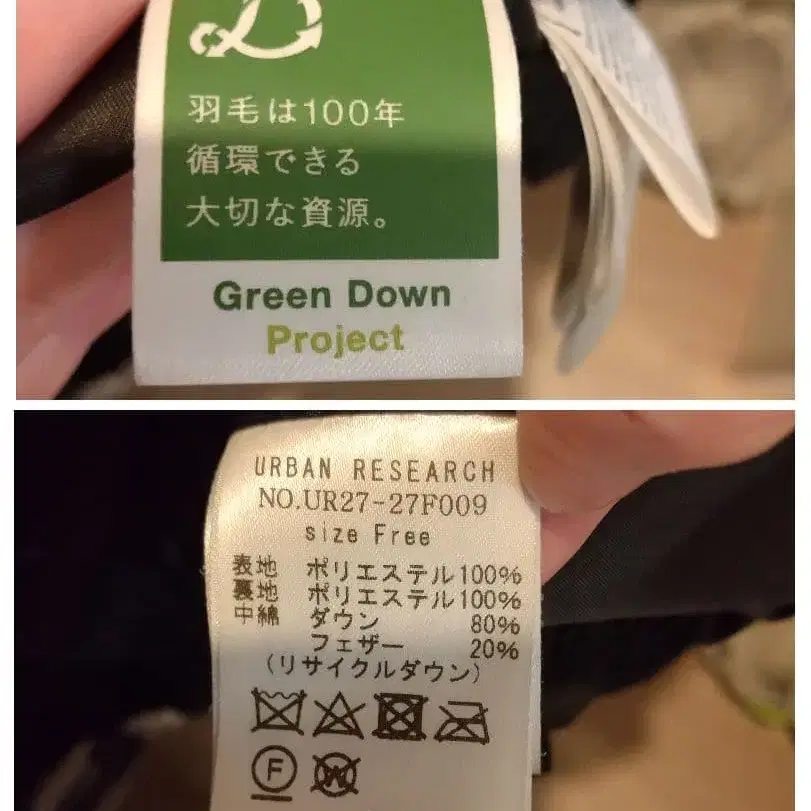 羽毛は100年
循環できる
大切な資源。
Green Down
Project
URBAN RESEARCH
NO.UR27-27F009
size Free
表地 ポリエステル100%
裏地 ポリエステル100%
中綿 ダウン 80%
フェザー 20%
(リサイクルダウン)
F W